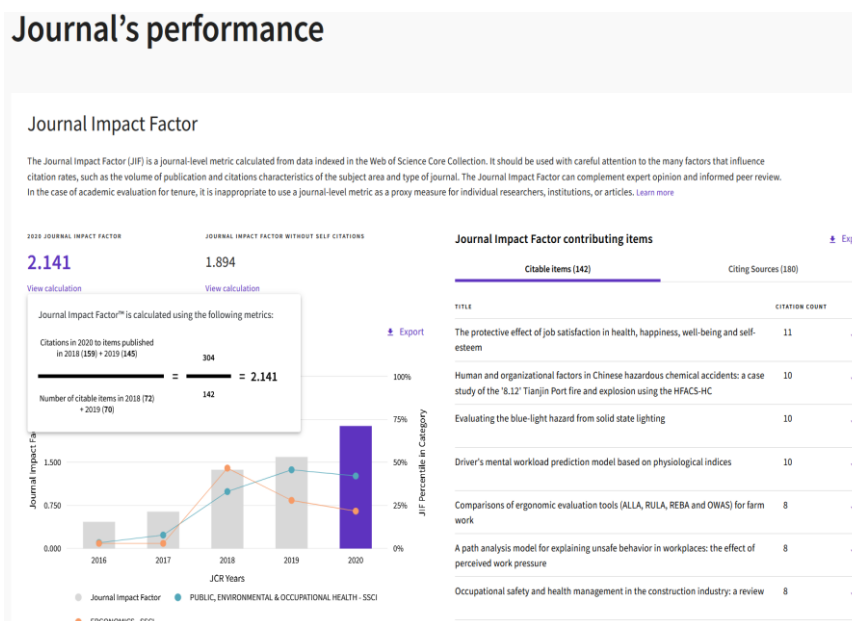 Journal's performance
Journal Impact Factor
The Journal Impact Factor (JIF) is a journal-level metric calculated from data indexed in the Web of Science Core Collection. It should be used with careful attention to the many factors that influence
citation rates, such as the volume of publication and citations characteristics of the subject area and type of journal. The Journal Impact Factor can complement expert opinion and informed peer review.
In the case of academic evaluation for tenure, it is inappropriate to use a journal-level metric as a proxy measure for individual researchers, institutions, or articles. Learn more
2020 JOURNAL IMPACT FACTOR
2.141
View calculation
JOURNAL IMPACT FACTOR WITHOUT SELF CITATIONS
1.894
View calculation
Journal Impact Factor™ is calculated using the following metrics:
Citations in 2020 to items published
in 2018 (159) + 2019 (145)
Number of citable items in 2018 (72)
+ 2019 (70)
=
304
142
= 2.141
Export
100%
75%
50%
25%
0%
JIF Percentile in Category
Journal Impact Fa
1.500
0.750
0.000
2016
2017
2018
2019
2020
JCR Years
Journal Impact Factor
PUBLIC, ENVIRONMENTAL & OCCUPATIONAL HEALTH - SSCI
ERGONOMICS - SSCI
Journal Impact Factor contributing items
Exp
Citable items (142)
Citing Sources (180)
TITLE
CITATION COUNT
The protective effect of job satisfaction in health, happiness, well-being and self-
esteem
11
Human and organizational factors in Chinese hazardous chemical accidents: a case
study of the '8.12' Tianjin Port fire and explosion using the HFACS-HC
10
Evaluating the blue-light hazard from solid state lighting
10
Driver's mental workload prediction model based on physiological indices
10
Comparisons of ergonomic evaluation tools (ALLA, RULA, REBA and OWAS) for farm
work
8
A path analysis model for explaining unsafe behavior in workplaces: the effect of
perceived work pressure
8
Occupational safety and health management in the construction industry: a review
8